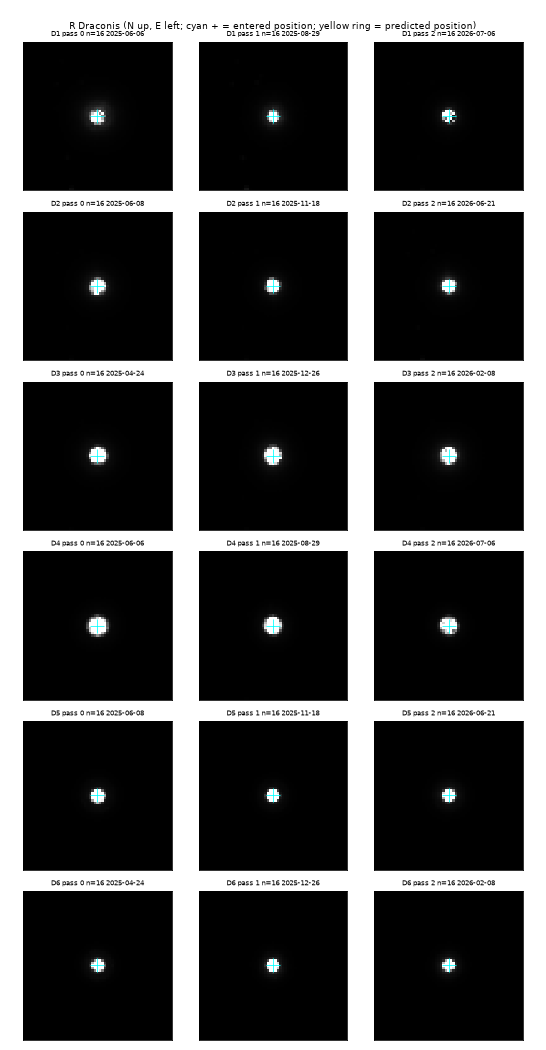 R Draconis (N up, E left; cyan + = entered position; yellow ring = predicted position)
D1 pass 0 n=16 2025-06-06 D1 pass 1 n=16 2025-08-29 D1 pass 2 n=16 2026-07-06
D2 pass 0 n=16 2025-06-08 D2 pass 1 n=16 2025-11-18 D2 pass 2 n=16 2026-06-21
D3 pass 0 n=16 2025-04-24 D3 pass 1 n=16 2025-12-26 D3 pass 2 n=16 2026-02-08
D4 pass 0 n=16 2025-06-06 D4 pass 1 n=16 2025-08-29 D4 pass 2 n=16 2026-07-06
D5 pass 0 n=16 2025-06-08 D5 pass 1 n=16 2025-11-18 D5 pass 2 n=16 2026-06-21
D6 pass 0 n=16 2025-04-24 D6 pass 1 n=16 2025-12-26 D6 pass 2 n=16 2026-02-08